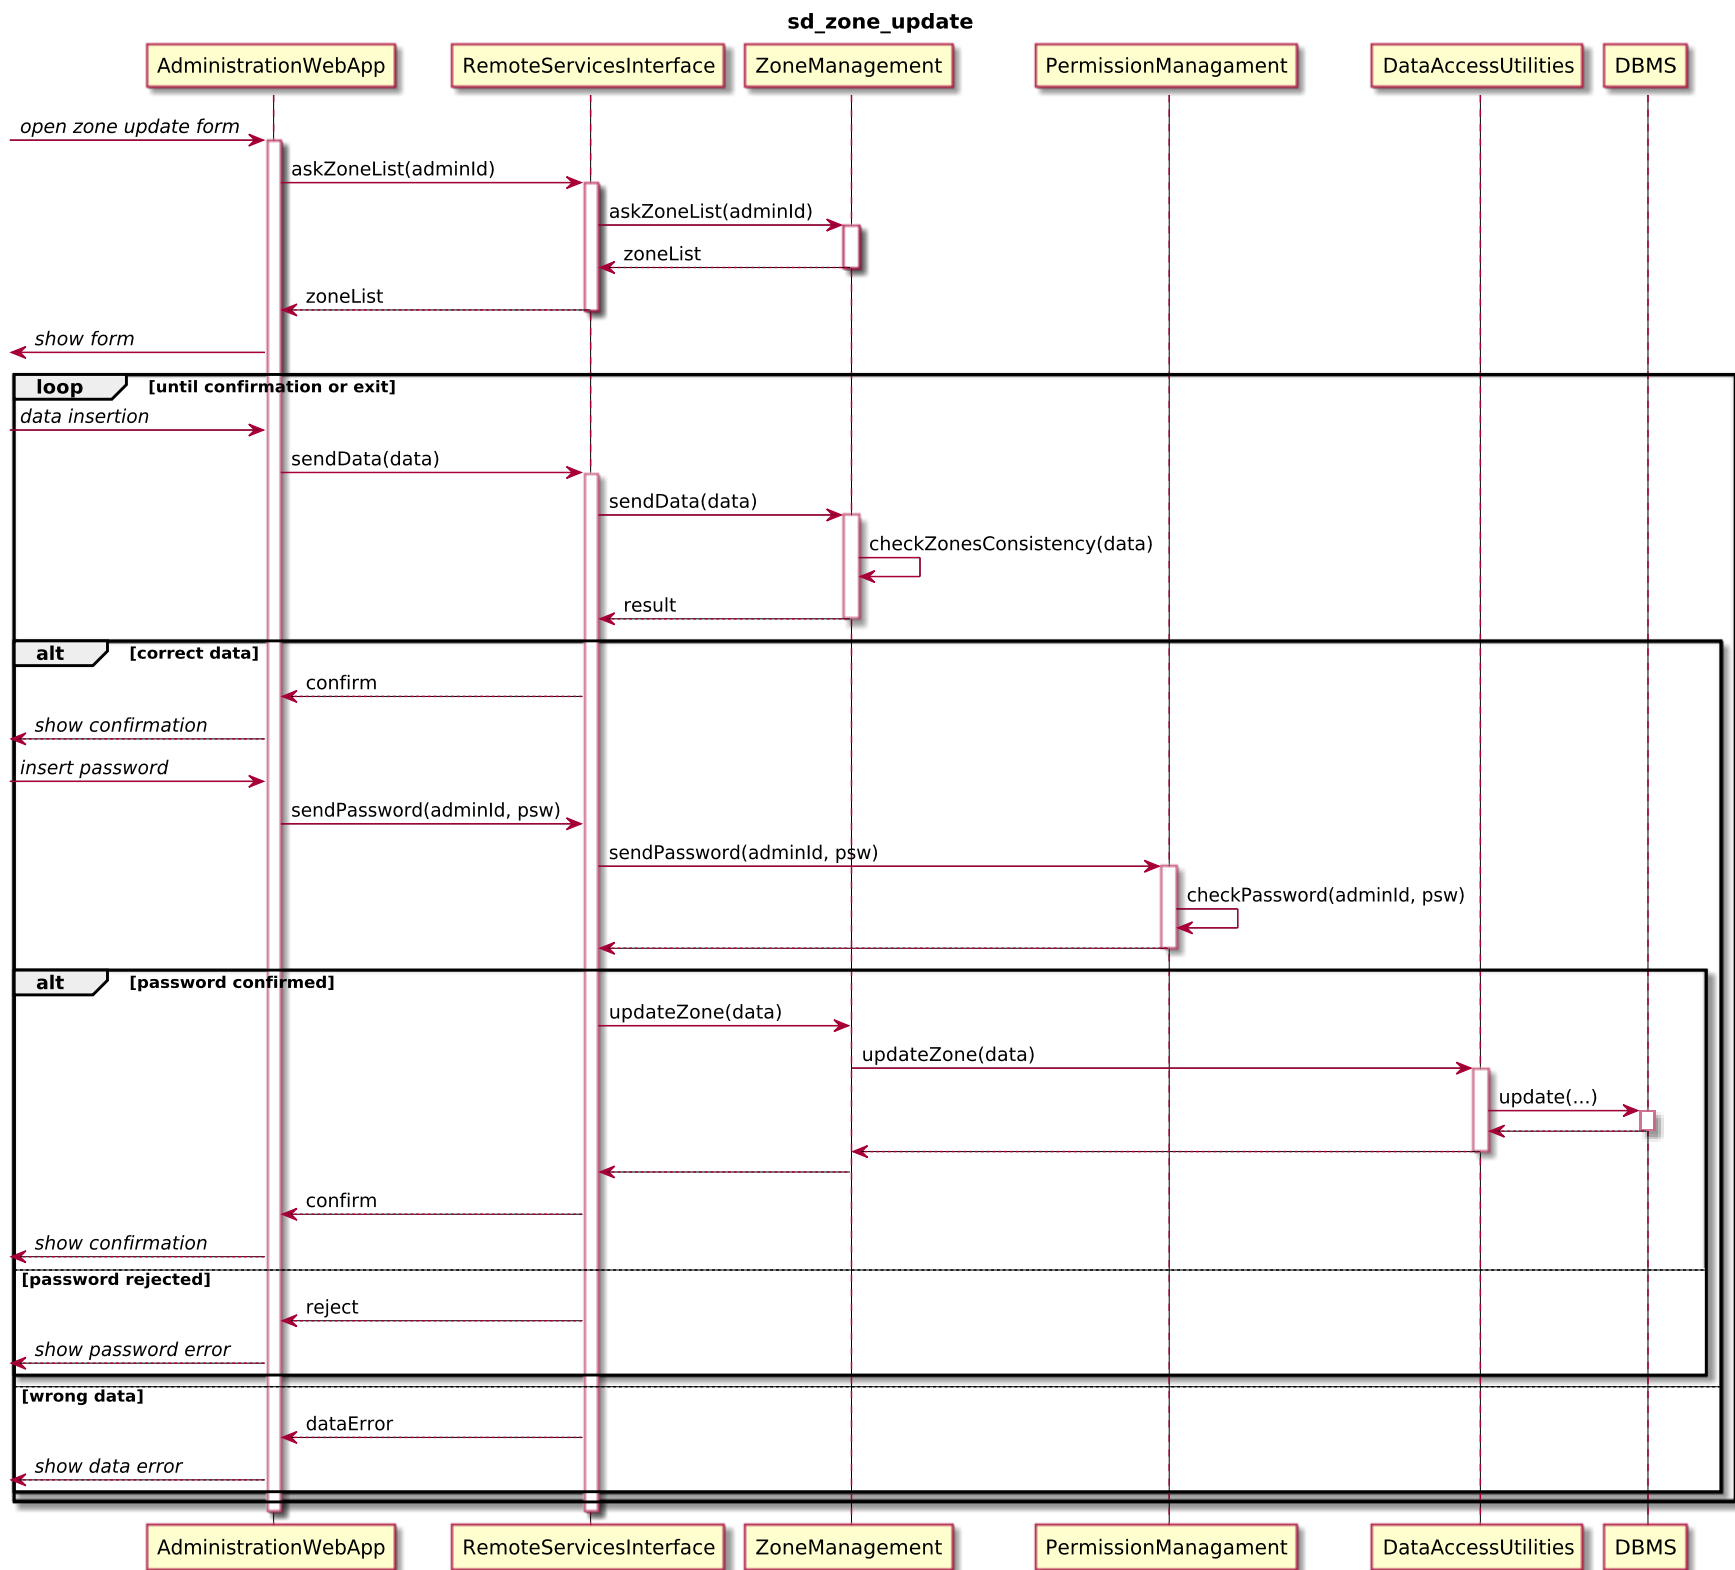 sd_zone_update
AdministrationWebApp
RemoteServicesInterface
ZoneManagement
PermissionManagament
DataAccessUtilities
DBMS
open zone update form
askZoneList(adminId)
askZoneList(adminId)
zoneList
zoneList
show form
loop
[until confirmation or exit]
data insertion
sendData(data)
sendData(data)
checkZonesConsistency(data)
result
alt
[correct data]
confirm
show confirmation
insert password
sendPassword(adminId, psw)
sendPassword(adminId, psw)
checkPassword(adminId, psw)
alt
[password confirmed]
updateZone(data)
updateZone(data)
update(...)
confirm
show confirmation
[password rejected]
reject
show password error
[wrong data]
dataError
show data error
AdministrationWebApp
RemoteServicesInterface
ZoneManagement
PermissionManagament
DataAccessUtilities
DBMS